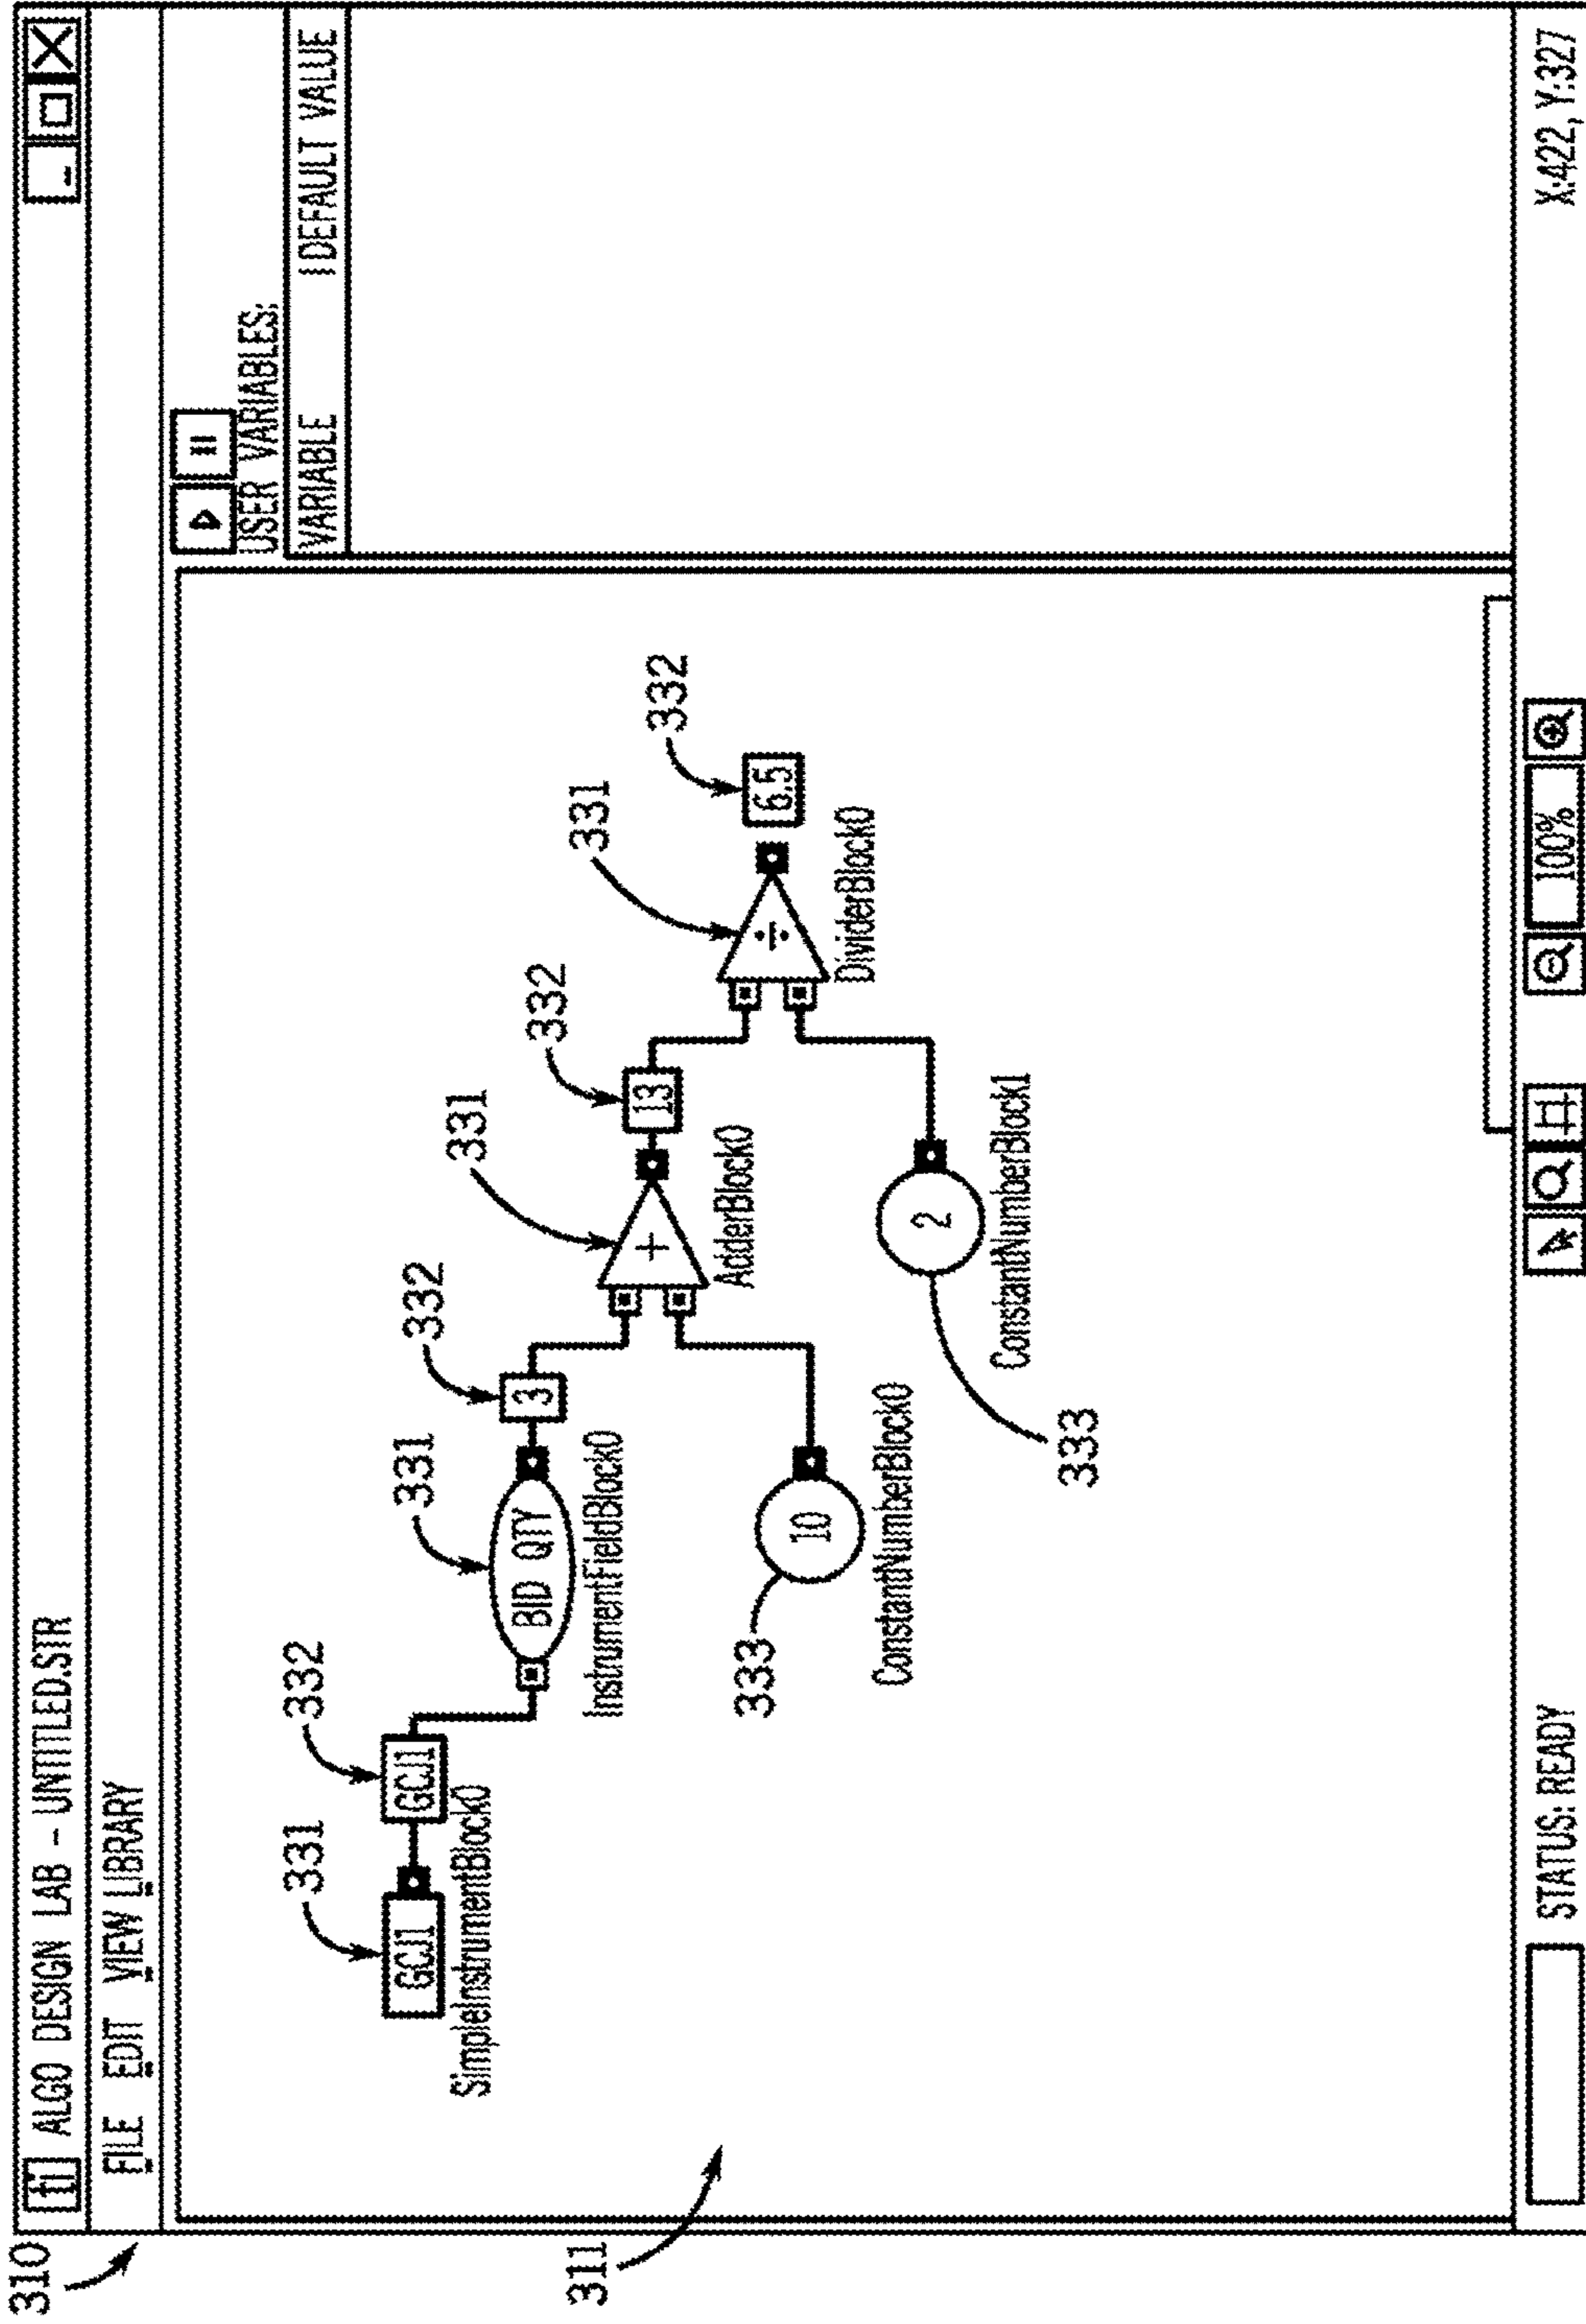 310
fi ALGO DESIGN LAB – UNTITLED.STR
FILE EDIT VIEW LIBRARY
USER VARIABLES:
VARIABLE | DEFAULT VALUE
331
332
GCJ1
GCJ1
SimpleInstrumentBlock0
331
332
BID QTY
3
InstrumentFieldBlock0
331
332
+
13
AdderBlock0
331
332
÷
6.5
DividerBlock0
333
10
ConstantNumberBlock0
2
ConstantNumberBlock1
333
311
STATUS: READY
100%
X:422, Y:327